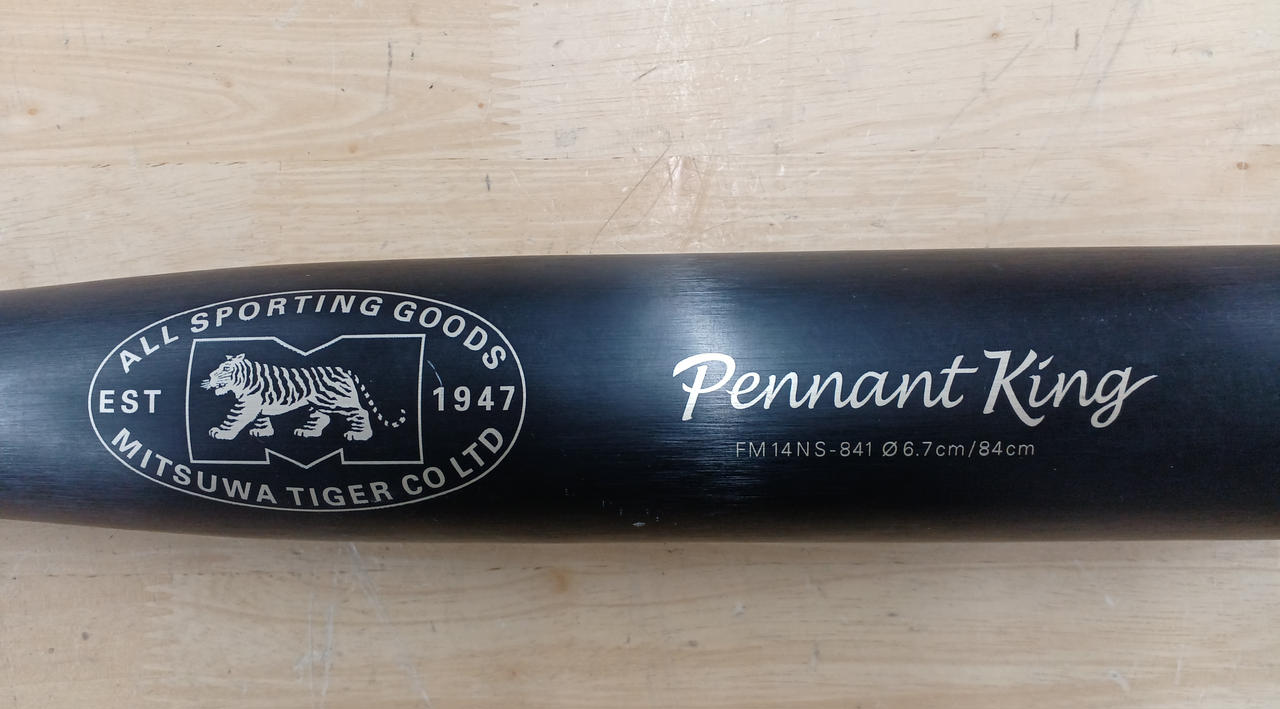 ALL SPORTING GOODS
EST 1947
MITSUWA TIGER CO LTD
Pennant King
FM14NS-841 Ø6.7cm/84cm